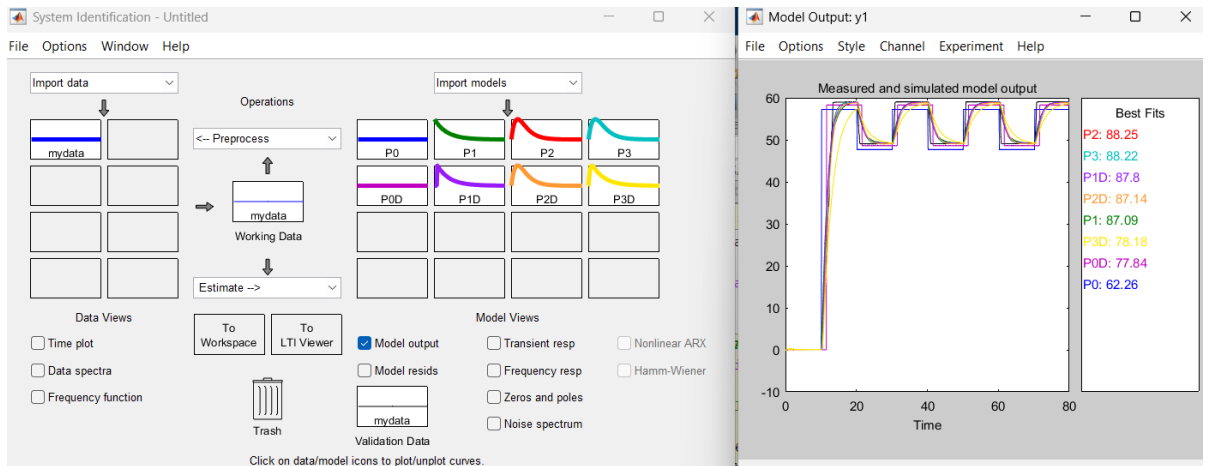 System Identification - Untitled
File Options Window Help
Import data
Operations
<-- Preprocess
mydata
mydata
Working Data
Estimate -->
Data Views
Time plot
Data spectra
Frequency function
To Workspace
To LTI Viewer
Trash
Import models
P0 P1 P2 P3
P0D P1D P2D P3D
Model Views
Model output Transient resp Nonlinear ARX
Model resids Frequency resp Hamm-Wiener
Zeros and poles
Noise spectrum
mydata
Validation Data
Click on data/model icons to plot/unplot curves.
Model Output: y1
File Options Style Channel Experiment Help
Measured and simulated model output
60
50
40
30
20
10
0
-10
0 20 40 60 80
Time
Best Fits
P2: 88.25
P3: 88.22
P1D: 87.8
P2D: 87.14
P1: 87.09
P3D: 78.18
P0D: 77.84
P0: 62.26